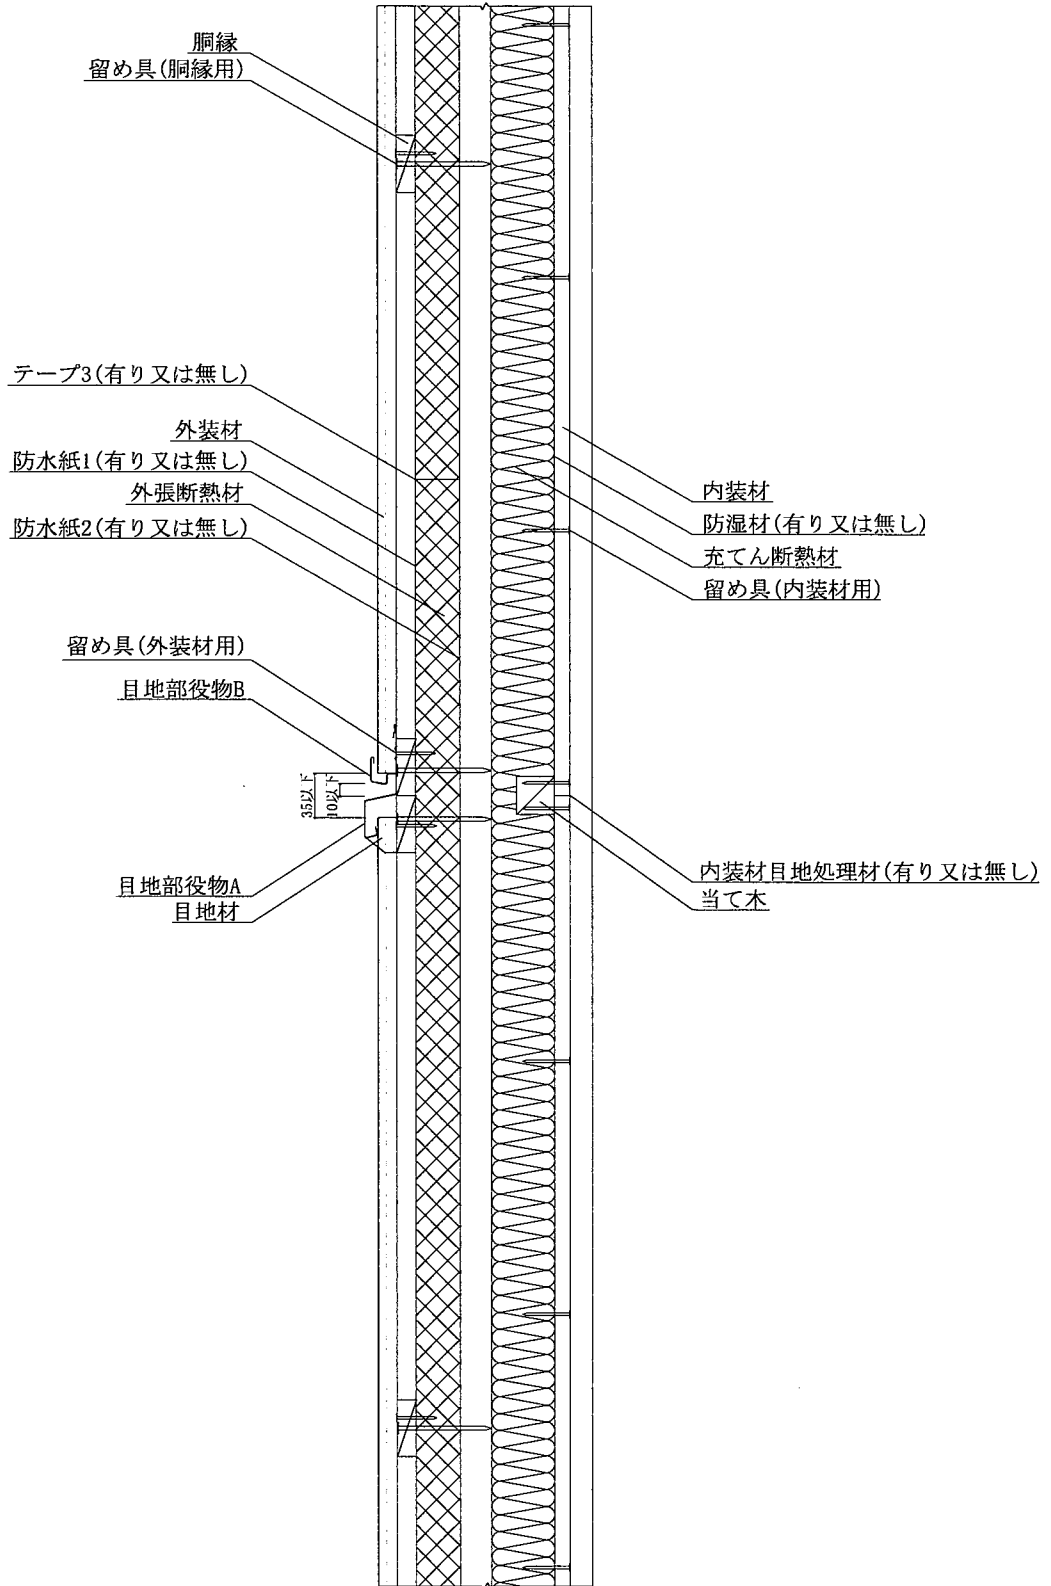 胴縁
留め具(胴縁用)
テープ3(有り又は無し)
外装材
防水紙1(有り又は無し)
外張断熱材
防水紙2(有り又は無し)
留め具(外装材用)
目地部役物B
35以下
10以下
目地部役物A
目地材
内装材
防湿材(有り又は無し)
充てん断熱材
留め具(内装材用)
内装材目地処理材(有り又は無し)
当て木